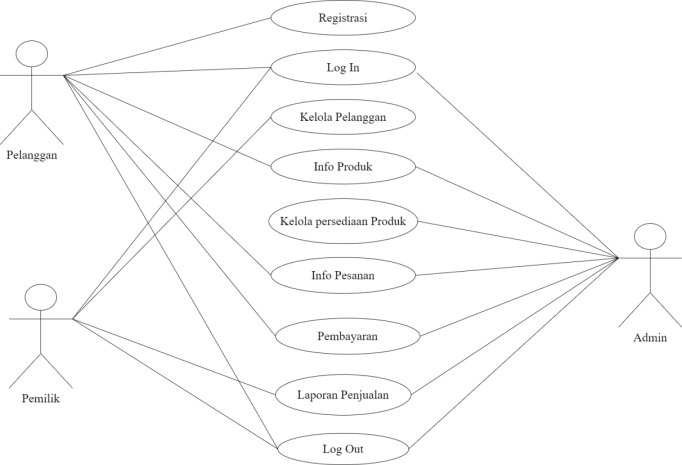 Registrasi
Log In
Kelola Pelanggan
Pelanggan
Info Produk
Kelola persediaan Produk
Info Pesanan
Pembayaran
Admin
Laporan Penjualan
Pemilik
Log Out